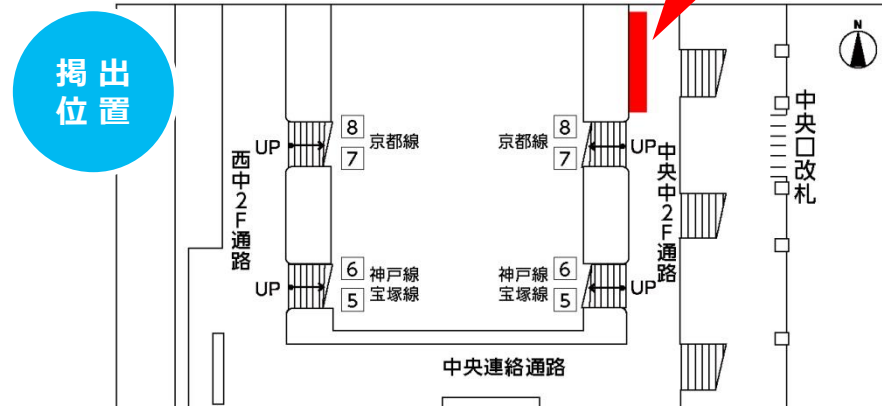 掲出
位置
N
8
京都線
7
UP
西中2F通路
6
神戸線
5
宝塚線
UP
京都線
8
7
UP
神戸線
6
宝塚線
5
UP
中央中2F通路
中央口改札
中央連絡通路